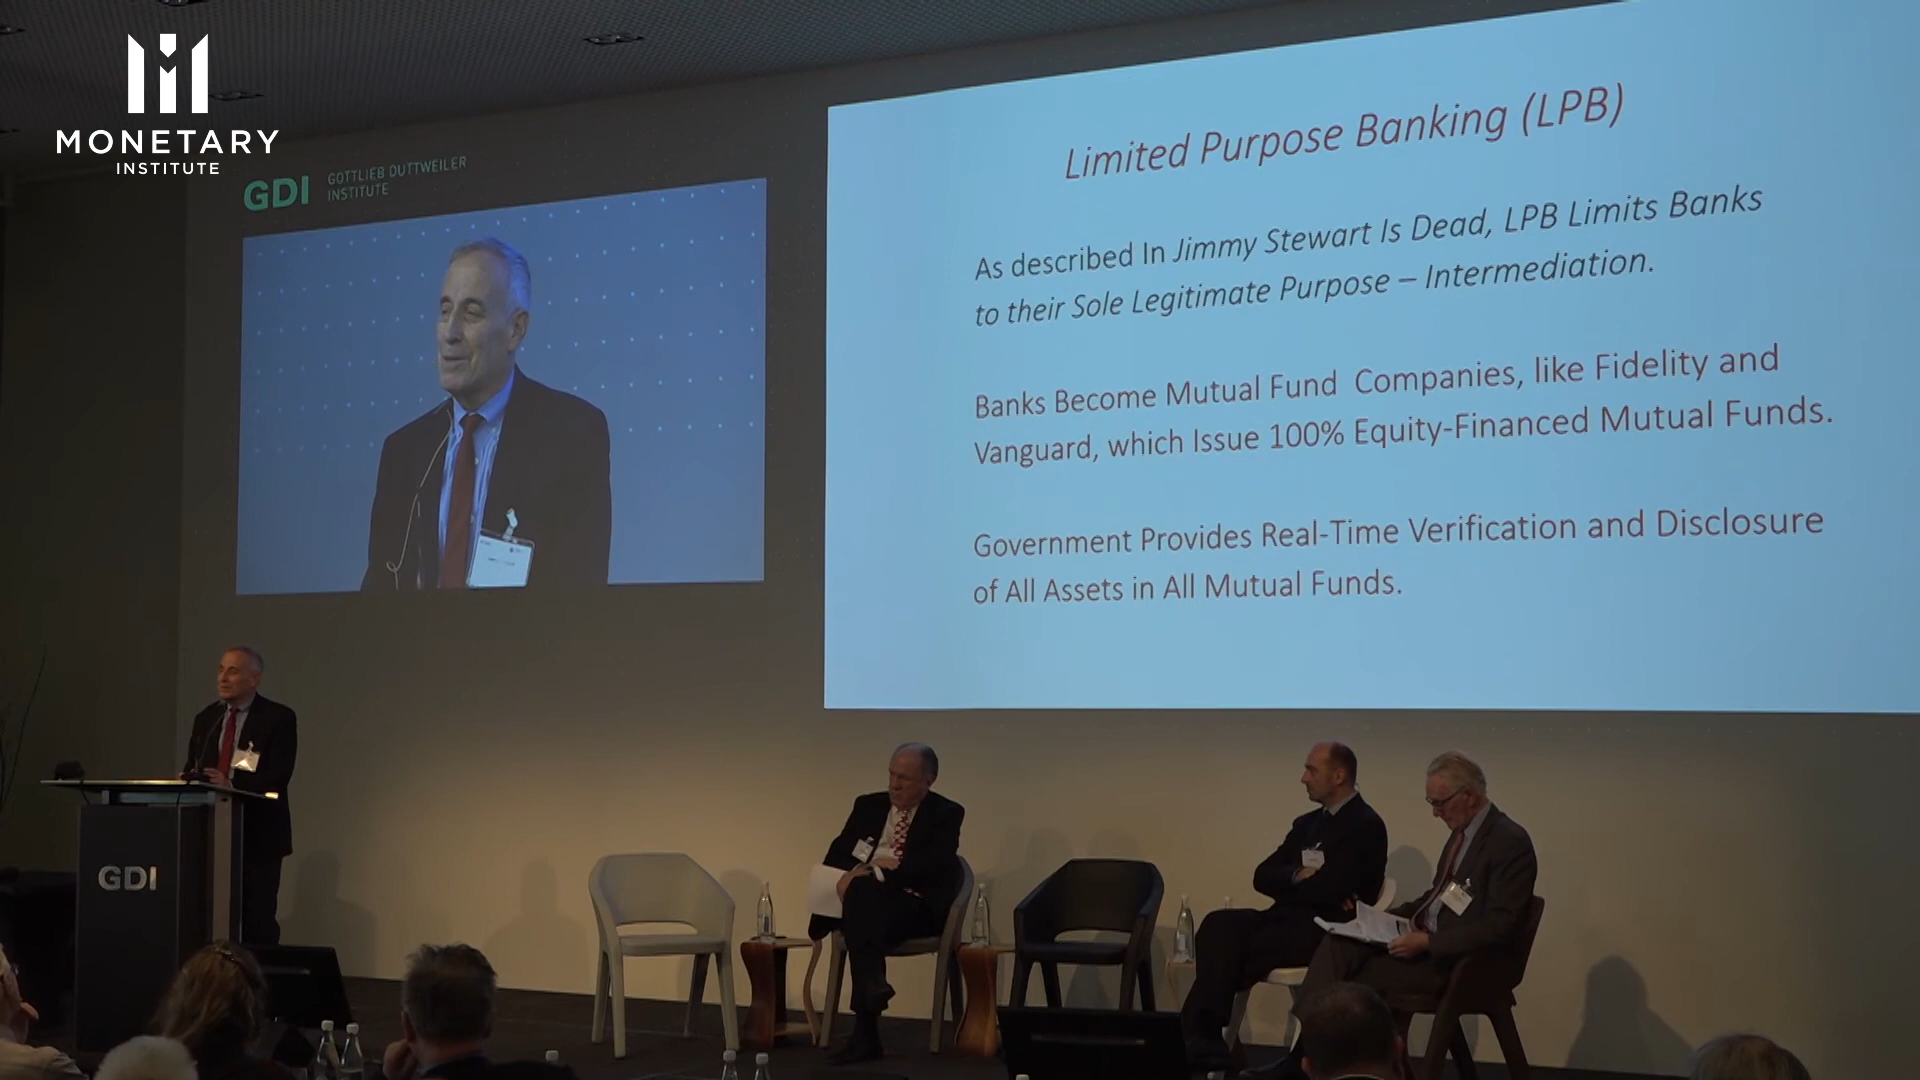 MONETARY
INSTITUTE
GDI
GOTTLIEB DUTTWEILER
INSTITUTE
Limited Purpose Banking (LPB)
As described In Jimmy Stewart Is Dead, LPB Limits Banks
to their Sole Legitimate Purpose – Intermediation.
Banks Become Mutual Fund Companies, like Fidelity and
Vanguard, which Issue 100% Equity-Financed Mutual Funds.
Government Provides Real-Time Verification and Disclosure
of All Assets in All Mutual Funds.
GDI